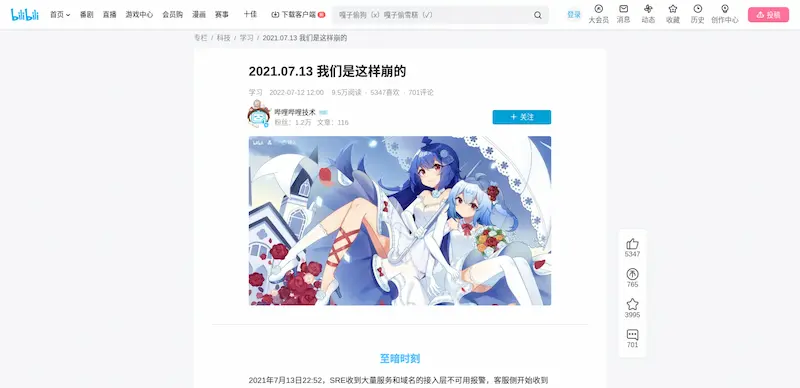 bilibili 首页 番剧 直播 游戏中心 会员购 漫画 赛事 十佳 下载客户端 嘎子偷狗（x）嘎子偷雪糕（√） 登录 大会员 消息 动态 收藏 历史 创作中心 投稿
专栏 / 科技 / 学习 / 2021.07.13 我们是这样崩的
2021.07.13 我们是这样崩的
学习 2022-07-12 12:00 9.5万阅读 · 5347喜欢 · 701评论
哔哩哔哩技术
粉丝：1.2万 文章：116
+ 关注
bilibili
5347
765
3995
701
至暗时刻
2021年7月13日22:52，SRE收到大量服务和域名的接入层不可用报警，客服侧开始收到